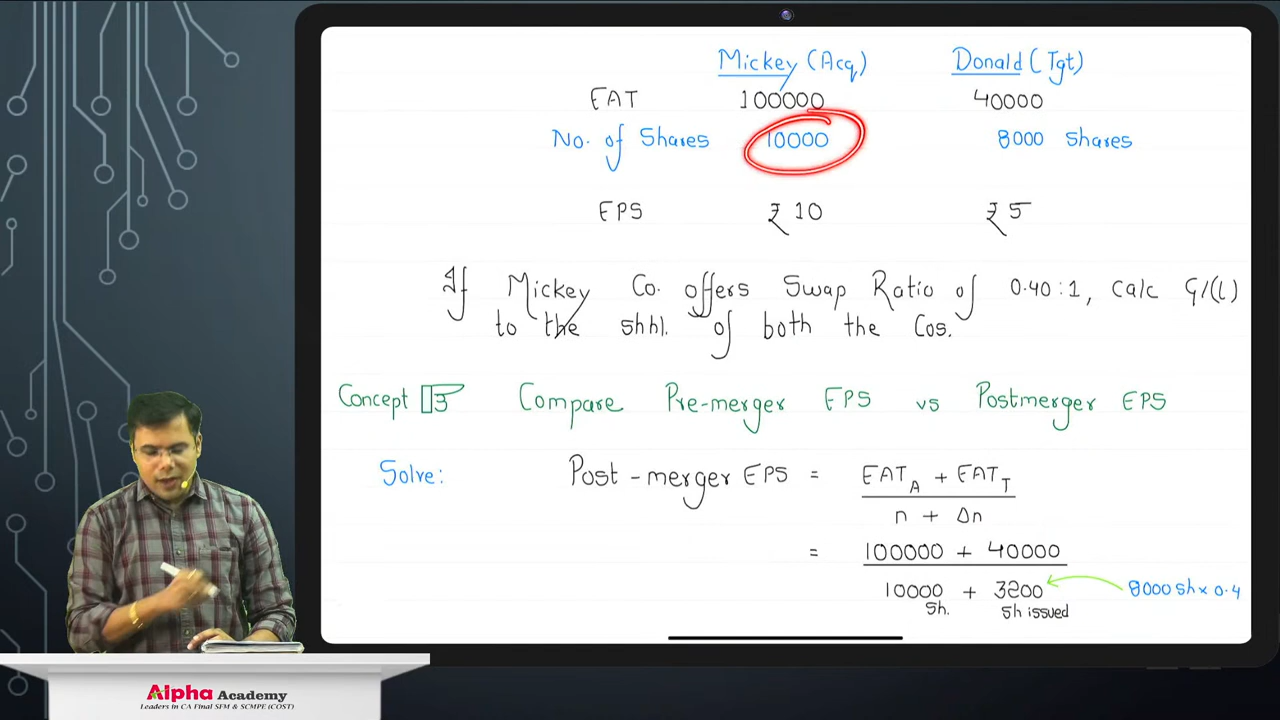 Mickey (Acq) Donald (Tgt)
EAT 100000 40000
No. of Shares 10000 8000 shares
EPS ₹ 10 ₹ 5
If Mickey Co. offers Swap Ratio of 0.40:1, Calc G/(L)
to the shhl. of both the Cos.
Concept Compare Pre-merger EPS vs Postmerger EPS
Solve: Post-merger EPS = EAT_A + EAT_T
n + Δn
= 100000 + 40000
10000 + 3200 8000 sh x 0.4
Sh. Sh issued
Alpha Academy
Leaders in CA Final SFM & SCMPE (COST)